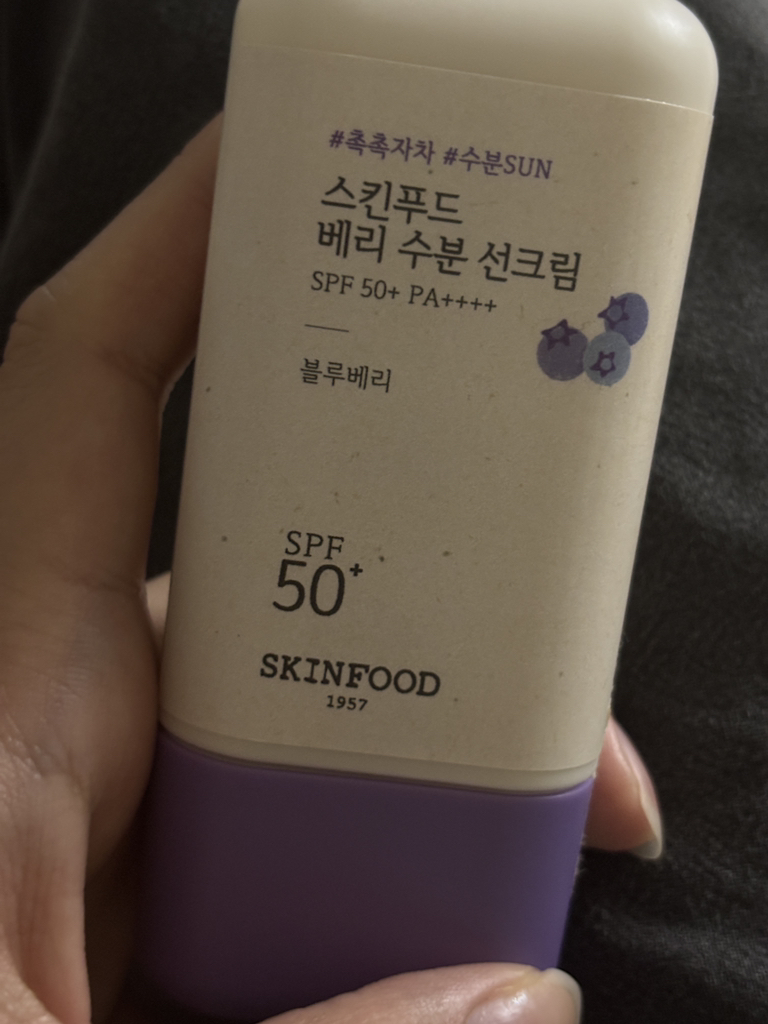 #촉촉자차 #수분SUN
스킨푸드
베리 수분 선크림
SPF 50+ PA++++
블루베리
SPF
50+
SKINFOOD
1957